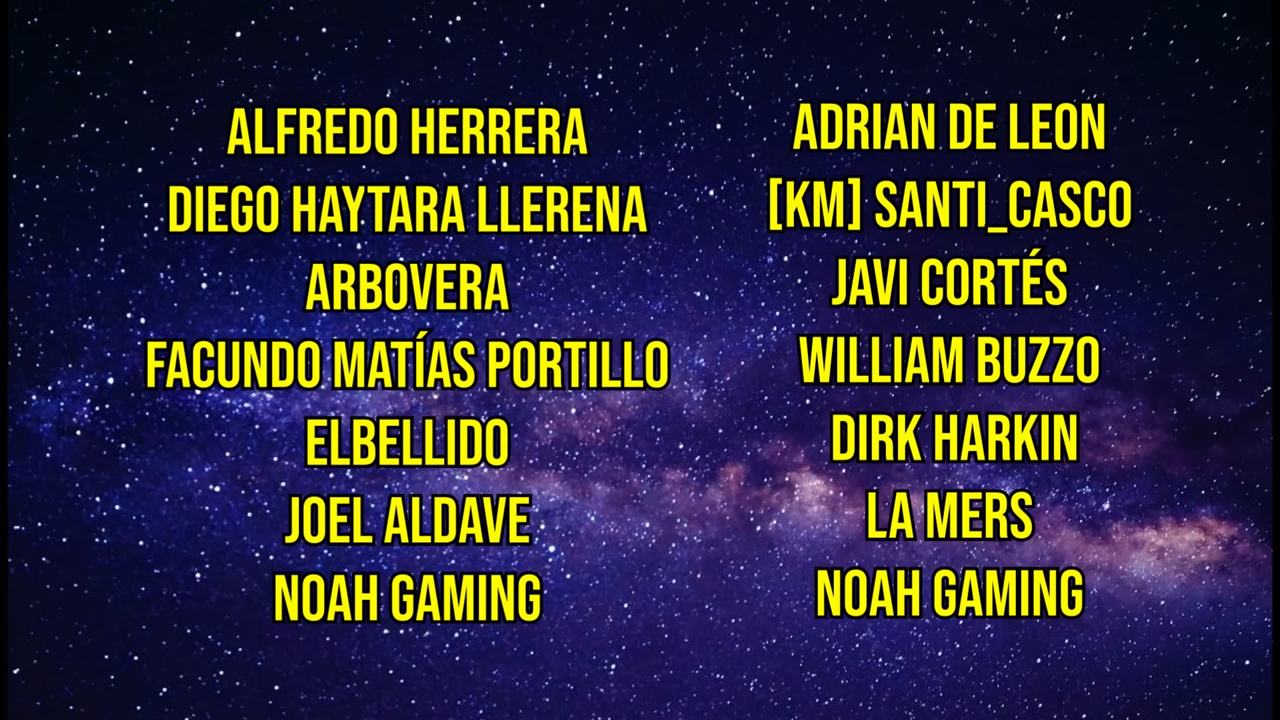 ALFREDO HERRERA
DIEGO HAYTARA LLERENA
ARBOVERA
FACUNDO MATÍAS PORTILLO
ELBELLIDO
JOEL ALDAVE
NOAH GAMING
ADRIAN DE LEON
[KM] SANTI_CASCO
JAVI CORTÉS
WILLIAM BUZZO
DIRK HARKIN
LA MERS
NOAH GAMING